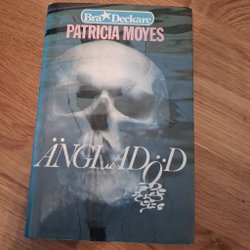 Bra★Deckare
PATRICIA MOYES
ÄNGLADÖD